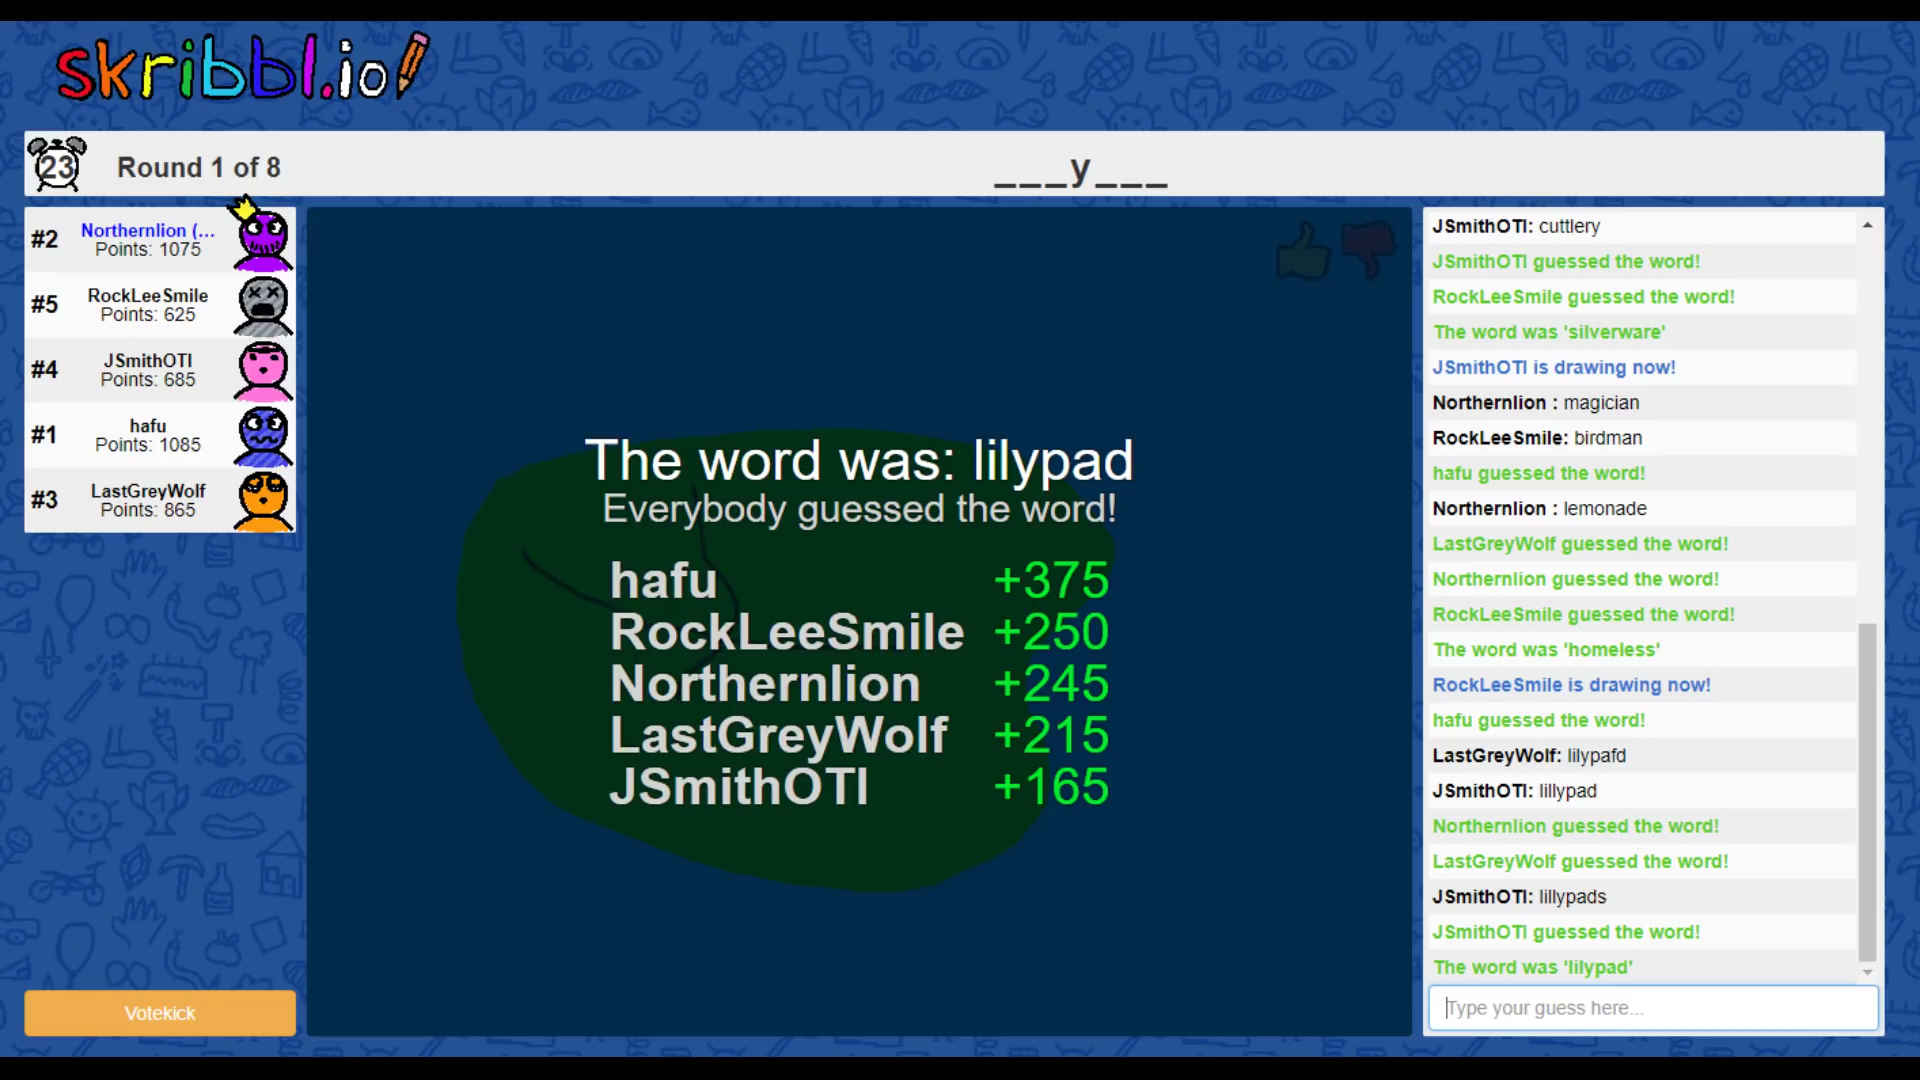 skribbl.io
23
Round 1 of 8
___y___
#2
Northernlion (...
Points: 1075
#5
RockLeeSmile
Points: 625
#4
JSmithOTI
Points: 685
#1
hafu
Points: 1085
#3
LastGreyWolf
Points: 865
Votekick
The word was: lilypad
Everybody guessed the word!
hafu +375
RockLeeSmile +250
Northernlion +245
LastGreyWolf +215
JSmithOTI +165
JSmithOTI: cuttlery
JSmithOTI guessed the word!
RockLeeSmile guessed the word!
The word was 'silverware'
JSmithOTI is drawing now!
Northernlion : magician
RockLeeSmile: birdman
hafu guessed the word!
Northernlion : lemonade
LastGreyWolf guessed the word!
Northernlion guessed the word!
RockLeeSmile guessed the word!
The word was 'homeless'
RockLeeSmile is drawing now!
hafu guessed the word!
LastGreyWolf: lilypafd
JSmithOTI: lillypad
Northernlion guessed the word!
LastGreyWolf guessed the word!
JSmithOTI: lillypads
JSmithOTI guessed the word!
The word was 'lilypad'
Type your guess here...